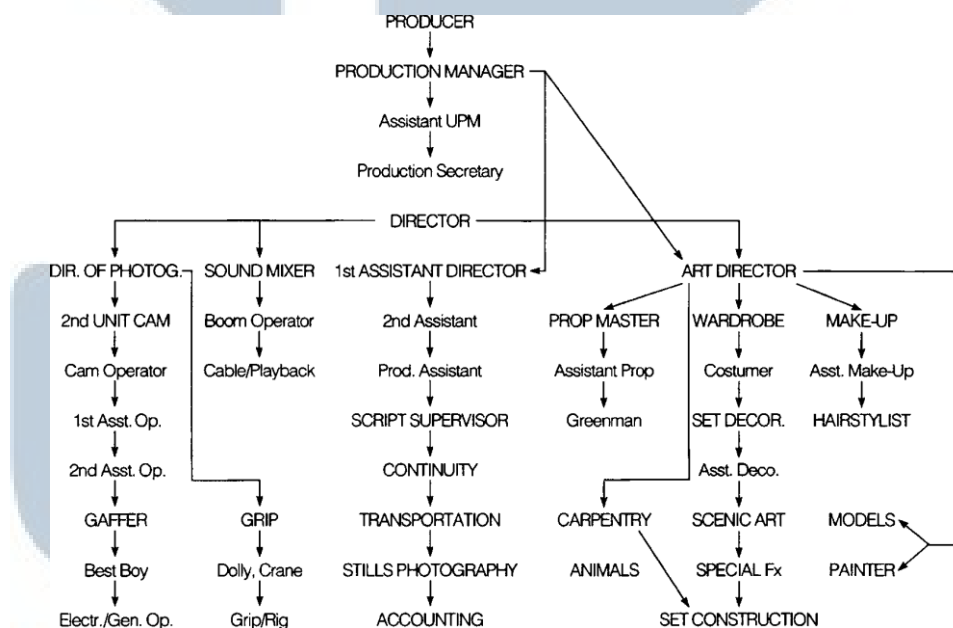 PRODUCER
PRODUCTION MANAGER
Assistant UPM
Production Secretary
DIRECTOR
DIR. OF PHOTOG. SOUND MIXER 1st ASSISTANT DIRECTOR ART DIRECTOR
2nd UNIT CAM Boom Operator 2nd Assistant PROP MASTER WARDROBE MAKE-UP
Cam Operator Cable/Playback Prod. Assistant Assistant Prop Costumer Asst. Make-Up
1st Asst. Op. SCRIPT SUPERVISOR Greenman SET DECOR. HAIRSTYLIST
2nd Asst. Op. CONTINUITY Asst. Deco.
GAFFER GRIP TRANSPORTATION CARPENTRY SCENIC ART MODELS
Best Boy Dolly, Crane STILLS PHOTOGRAPHY ANIMALS SPECIAL Fx PAINTER
Electr./Gen. Op. Grip/Rig ACCOUNTING SET CONSTRUCTION